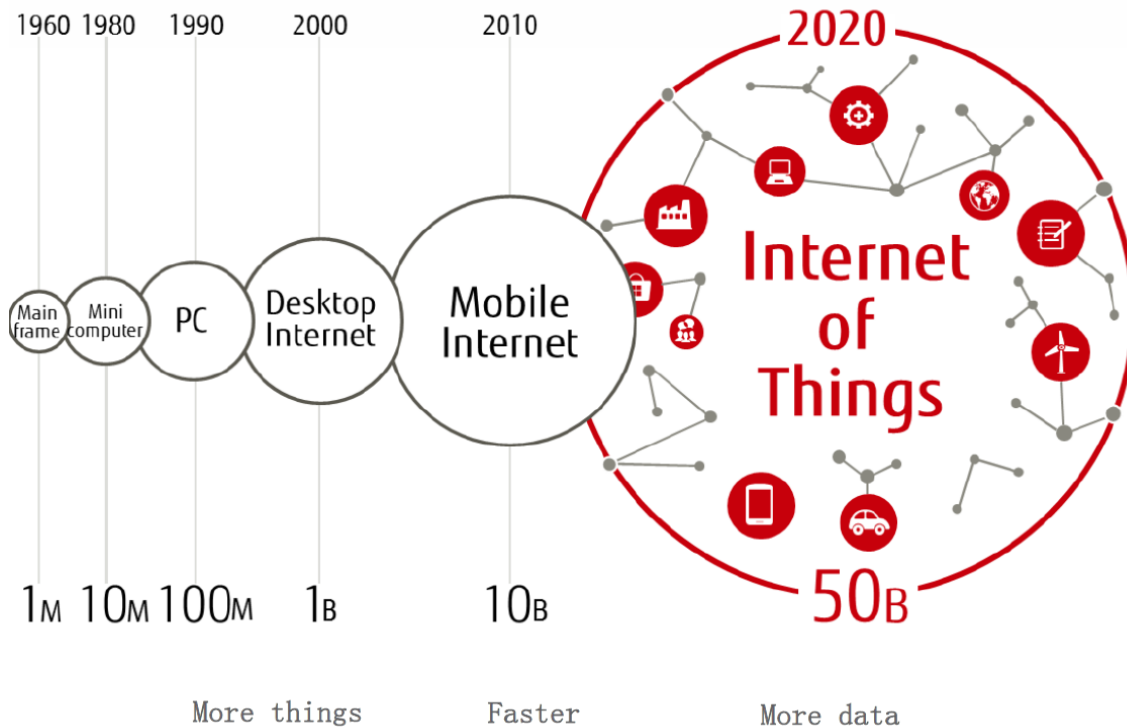 1960 1980 1990 2000 2010 2020
Main
frame
Mini
computer
PC
Desktop
Internet
Mobile
Internet
Internet
of
Things
1M 10M 100M 1B 10B 50B
More things Faster More data